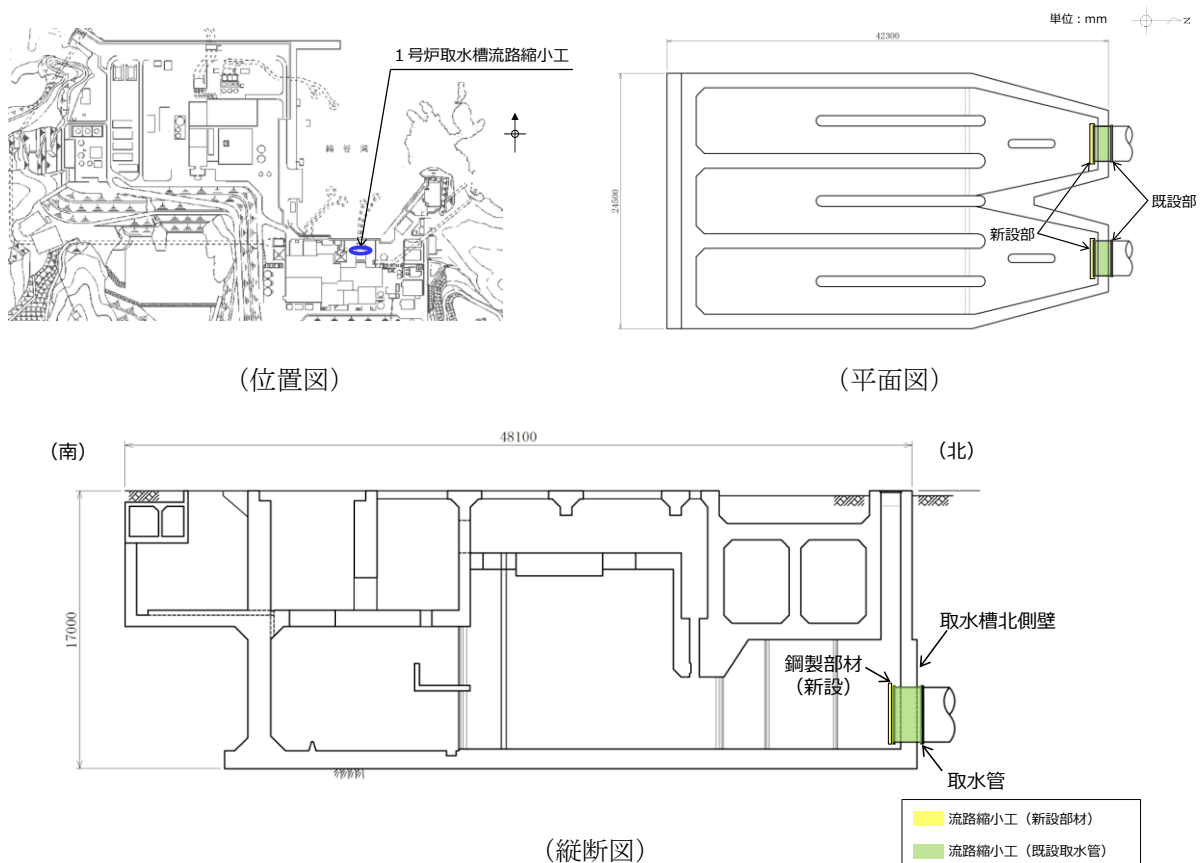 1号炉取水槽流路縮小工
輪谷湾
(位置図)
単位:mm
N
42300
24500
新設部
既設部
(平面図)
(南)
48100
(北)
17000
取水槽北側壁
鋼製部材
(新設)
取水管
流路縮小工(新設部材)
流路縮小工(既設取水管)
(縦断図)